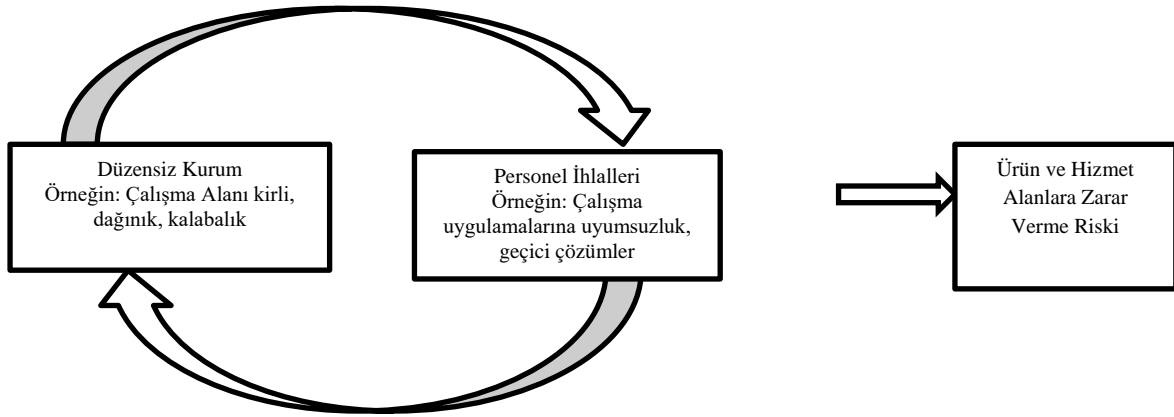 Düzensiz Kurum
Örneğin: Çalışma Alanı kirli,
dağınık, kalabalık
Personel İhlalleri
Örneğin: Çalışma
uygulamalarına uyumsuzluk,
geçici çözümler
Ürün ve Hizmet
Alanlara Zarar
Verme Riski